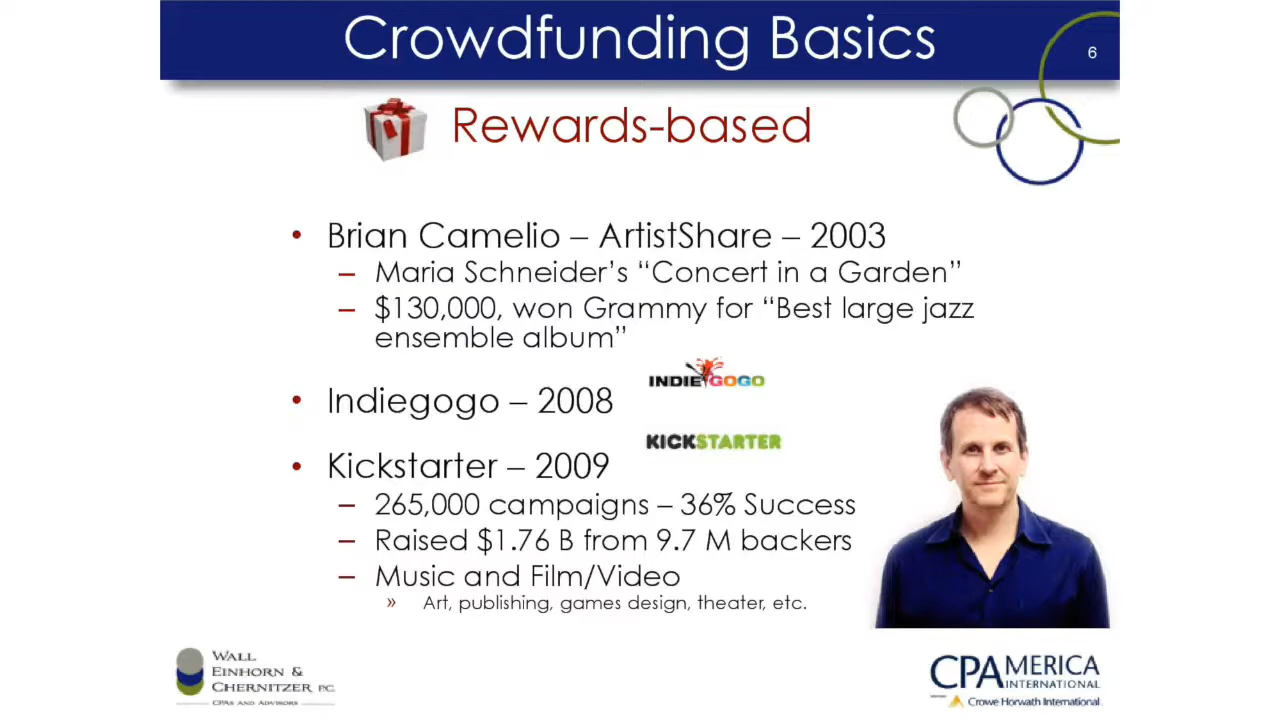 Crowdfunding Basics
6
Rewards-based
• Brian Camelio – ArtistShare – 2003
– Maria Schneider’s “Concert in a Garden”
– $130,000, won Grammy for “Best large jazz
ensemble album”
INDIEGOGO
• Indiegogo – 2008
KICKSTARTER
• Kickstarter – 2009
– 265,000 campaigns – 36% Success
– Raised $1.76 B from 9.7 M backers
– Music and Film/Video
» Art, publishing, games design, theater, etc.
WALL
EINHORN &
CHERNITZER P.C.
CPAS AND ADVISORS
CPAMERICA
INTERNATIONAL
Crowe Horwath International